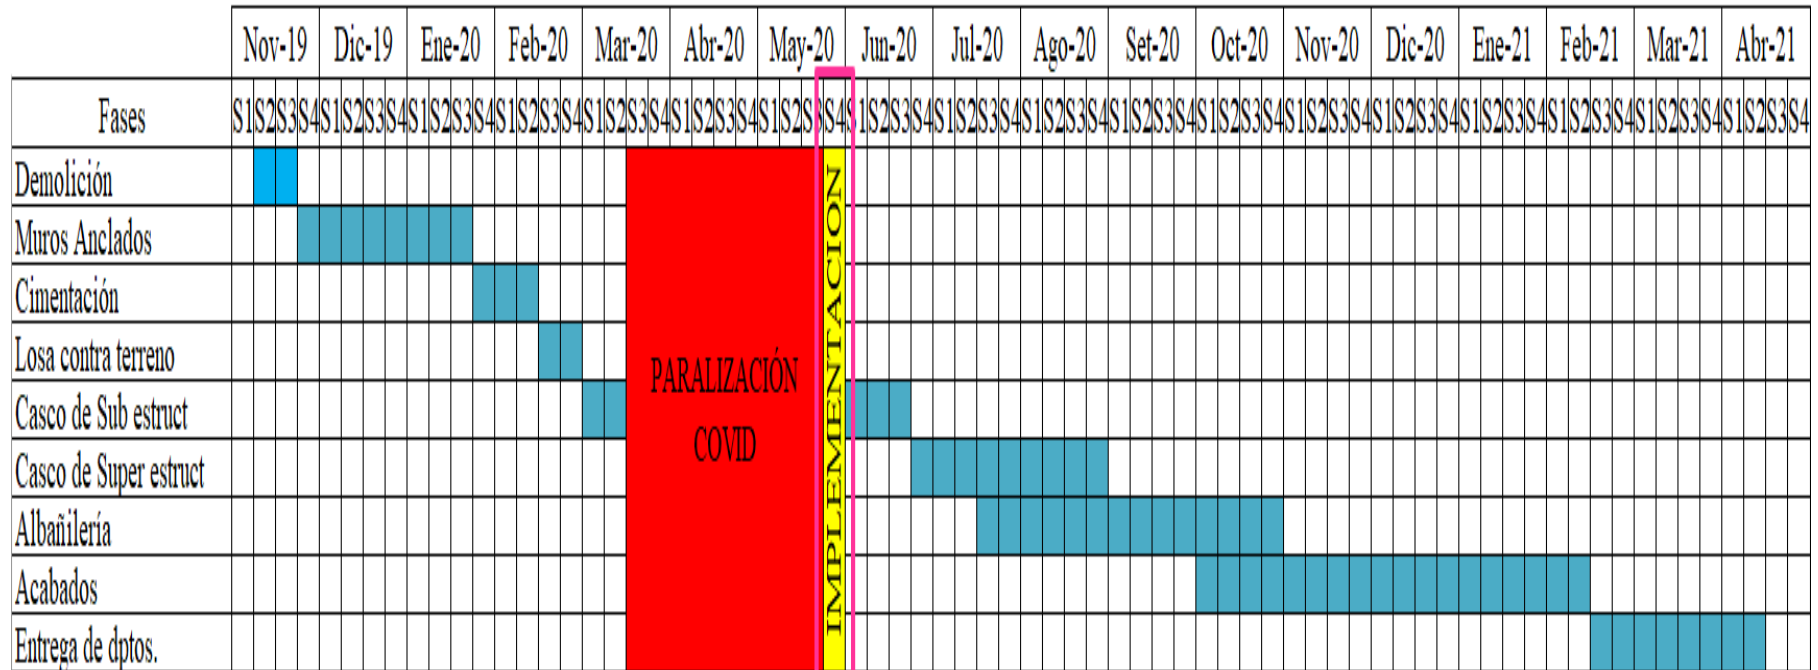 Nov-19 Dic-19 Ene-20 Feb-20 Mar-20 Abr-20 May-20 Jun-20 Jul-20 Ago-20 Set-20 Oct-20 Nov-20 Dic-20 Ene-21 Feb-21 Mar-21 Abr-21
Fases S1 S2 S3 S4 S1 S2 S3 S4 S1 S2 S3 S4 S1 S2 S3 S4 S1 S2 S3 S4 S1 S2 S3 S4 S1 S2 S3 S4 S1 S2 S3 S4 S1 S2 S3 S4 S1 S2 S3 S4 S1 S2 S3 S4 S1 S2 S3 S4 S1 S2 S3 S4 S1 S2 S3 S4 S1 S2 S3 S4 S1 S2 S3 S4 S1 S2 S3 S4 S1 S2 S3 S4
Demolición
Muros Anclados
Cimentación
Losa contra terreno
Casco de Sub estruct
Casco de Super estruct
Albañilería
Acabados
Entrega de dptos.
PARALIZACIÓN
COVID
IMPLEMENTACION